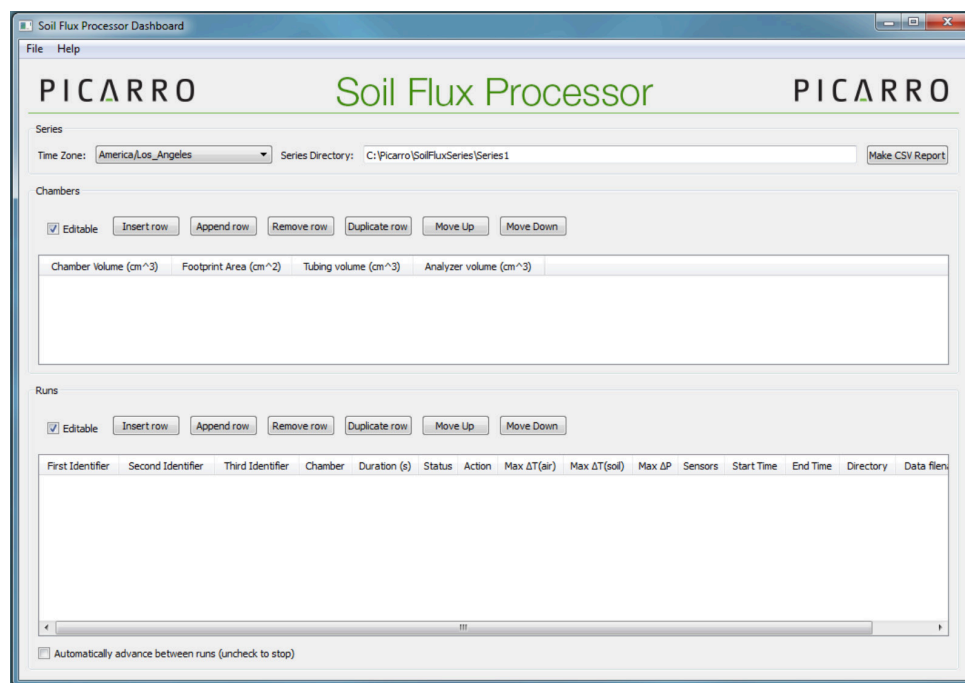 Soil Flux Processor Dashboard
File Help
PICARRO Soil Flux Processor PICARRO
Series
Time Zone: America/Los_Angeles Series Directory: C:\Picarro\SoilFluxSeries\Series1 Make CSV Report
Chambers
Editable Insert row Append row Remove row Duplicate row Move Up Move Down
Chamber Volume (cm^3) Footprint Area (cm^2) Tubing volume (cm^3) Analyzer volume (cm^3)
Runs
Editable Insert row Append row Remove row Duplicate row Move Up Move Down
First Identifier Second Identifier Third Identifier Chamber Duration (s) Status Action Max ΔT(air) Max ΔT(soil) Max ΔP Sensors Start Time End Time Directory Data filena
Automatically advance between runs (uncheck to stop)